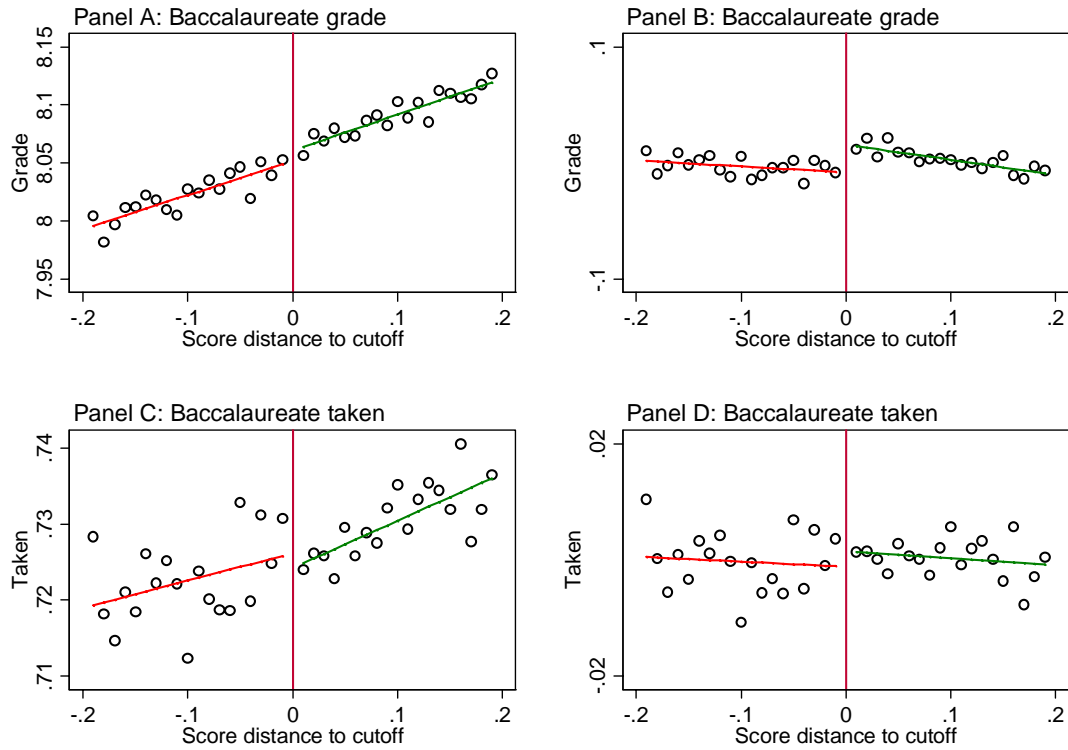 Panel A: Baccalaureate grade
Grade
8.15
8.1
8.05
8
7.95
-.2 -.1 0 .1 .2
Score distance to cutoff
Panel B: Baccalaureate grade
Grade
.1
-.1
-.2 -.1 0 .1 .2
Score distance to cutoff
Panel C: Baccalaureate taken
Taken
.74
.73
.72
.71
-.2 -.1 0 .1 .2
Score distance to cutoff
Panel D: Baccalaureate taken
Taken
.02
-.02
-.2 -.1 0 .1 .2
Score distance to cutoff